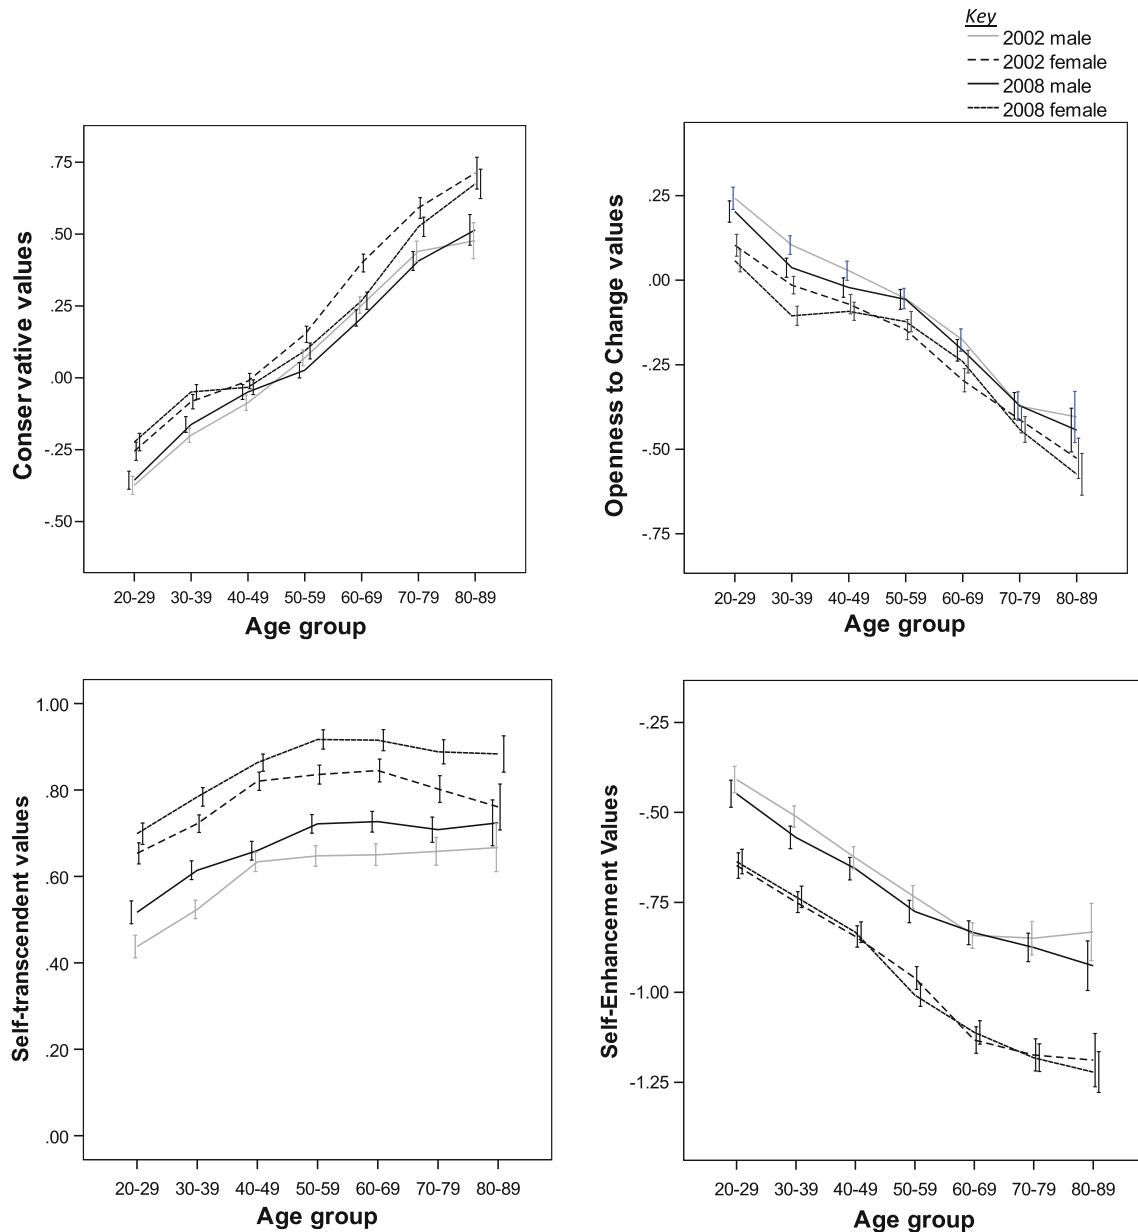 Key
2002 male
2002 female
2008 male
2008 female
Conservative values
.75
.50
.25
.00
-.25
-.50
20-29 30-39 40-49 50-59 60-69 70-79 80-89
Age group
Openness to Change values
.25
.00
-.25
-.50
-.75
20-29 30-39 40-49 50-59 60-69 70-79 80-89
Age group
Self-transcendent values
1.00
.80
.60
.40
.20
.00
20-29 30-39 40-49 50-59 60-69 70-79 80-89
Age group
Self-Enhancement Values
-.25
-.50
-.75
-1.00
-1.25
20-29 30-39 40-49 50-59 60-69 70-79 80-89
Age group